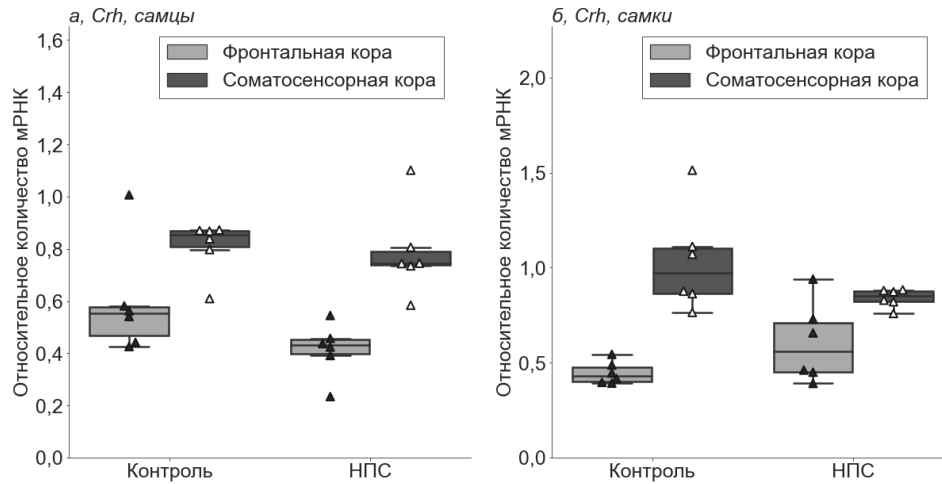 а, Crh, самцы
1,6
1,4
1,2
1,0
0,8
0,6
0,4
0,2
0,0
Относительное количество мРНК
Фронтальная кора
Соматосенсорная кора
Контроль
НПС
б, Crh, самки
2,0
1,5
1,0
0,5
0,0
Относительное количество мРНК
Фронтальная кора
Соматосенсорная кора
Контроль
НПС